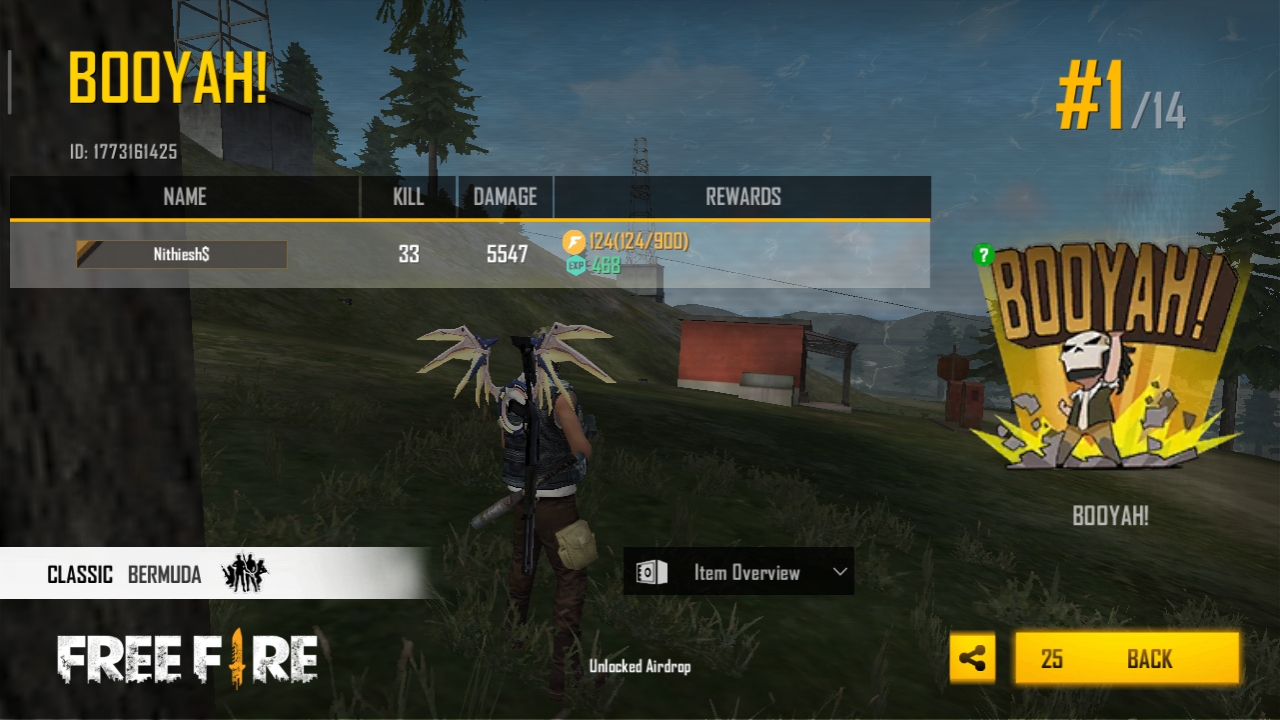 BOOYAH!
#1/14
ID: 1773161425
NAME KILL DAMAGE REWARDS
Nithiesh$ 33 5547 124(124/900)
EXP 468
?
BOOYAH!
BOOYAH!
CLASSIC BERMUDA
Item Overview
FREE FIRE
Unlocked Airdrop
25 BACK